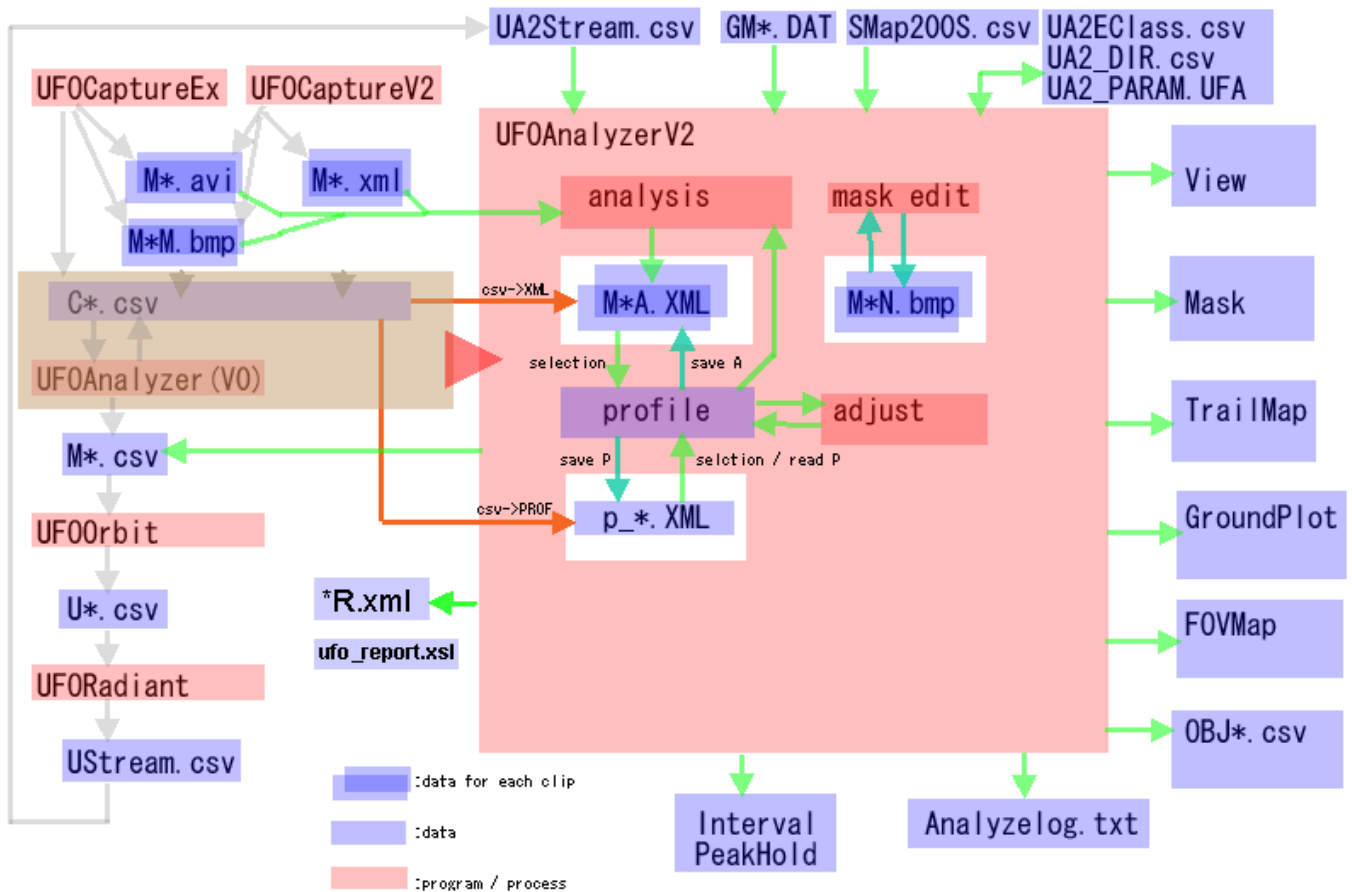 UA2Stream.csv
GM*.DAT
SMap200S.csv
UA2EClass.csv
UA2_DIR.csv
UA2_PARAM.UFA
UFOCaptureEx
UFOCaptureV2
UFOAnalyzerV2
M*.avi
M*.xml
analysis
mask edit
View
M*M.bmp
C*.csv
csv->XML
M*A.XML
M*N.bmp
Mask
UFOAnalyzer(V0)
selection
save A
profile
adjust
TrailMap
M*.csv
save P
selction / read P
UFOOrbit
csv->PROF
p_*.XML
GroundPlot
U*.csv
*R.xml
ufo_report.xsl
FOVMap
UFORadiant
UStream.csv
OBJ*.csv
:data for each clip
:data
:program / process
Interval
PeakHold
Analyzelog.txt